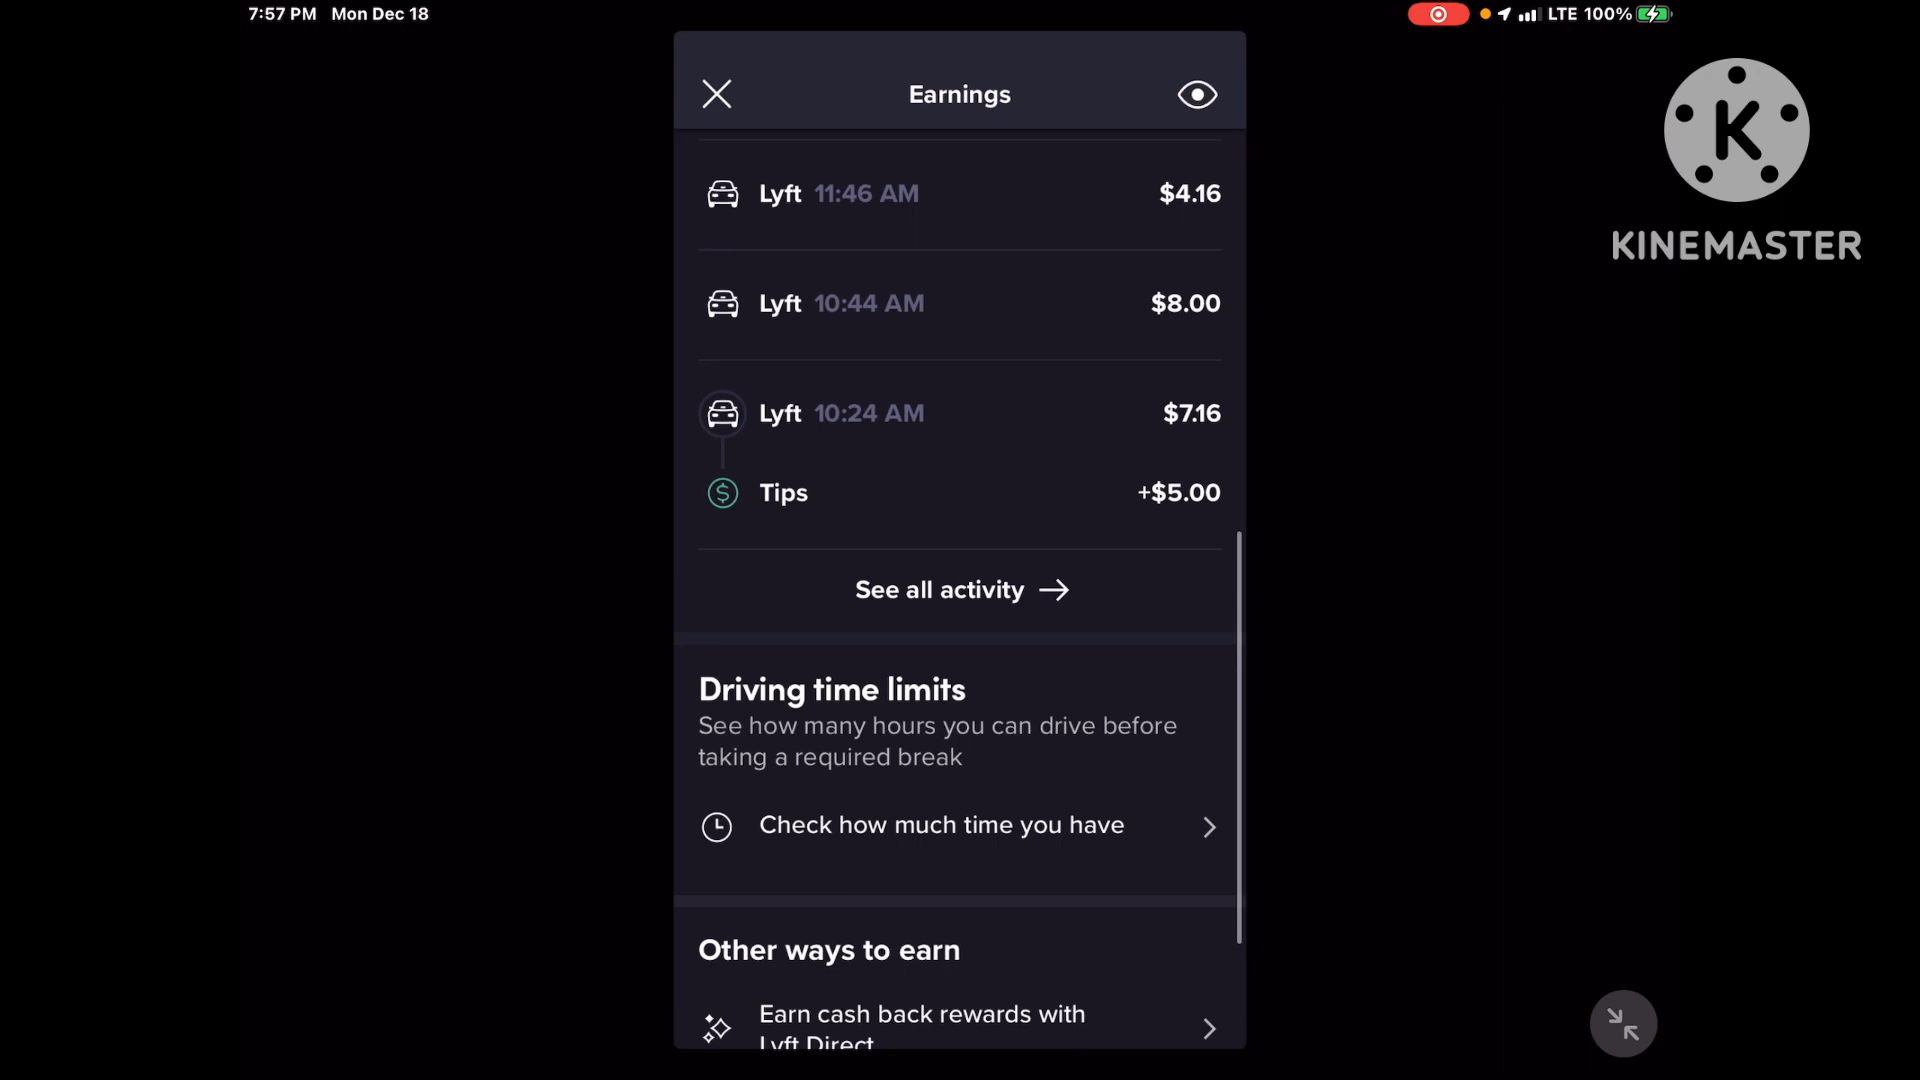 7:57 PM Mon Dec 18
LTE 100%
Earnings
K
KINEMASTER
Lyft 11:46 AM $4.16
Lyft 10:44 AM $8.00
Lyft 10:24 AM $7.16
$ Tips +$5.00
See all activity →
Driving time limits
See how many hours you can drive before
taking a required break
Check how much time you have
Other ways to earn
Earn cash back rewards with
Lyft Direct